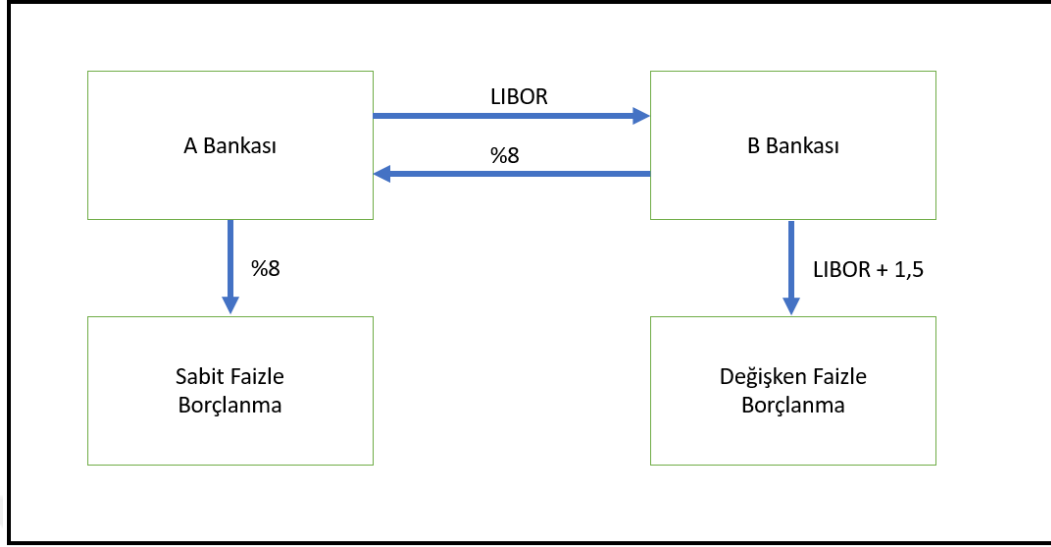 LIBOR
A Bankası
B Bankası
%8
%8
LIBOR + 1,5
Sabit Faizle
Borçlanma
Değişken Faizle
Borçlanma